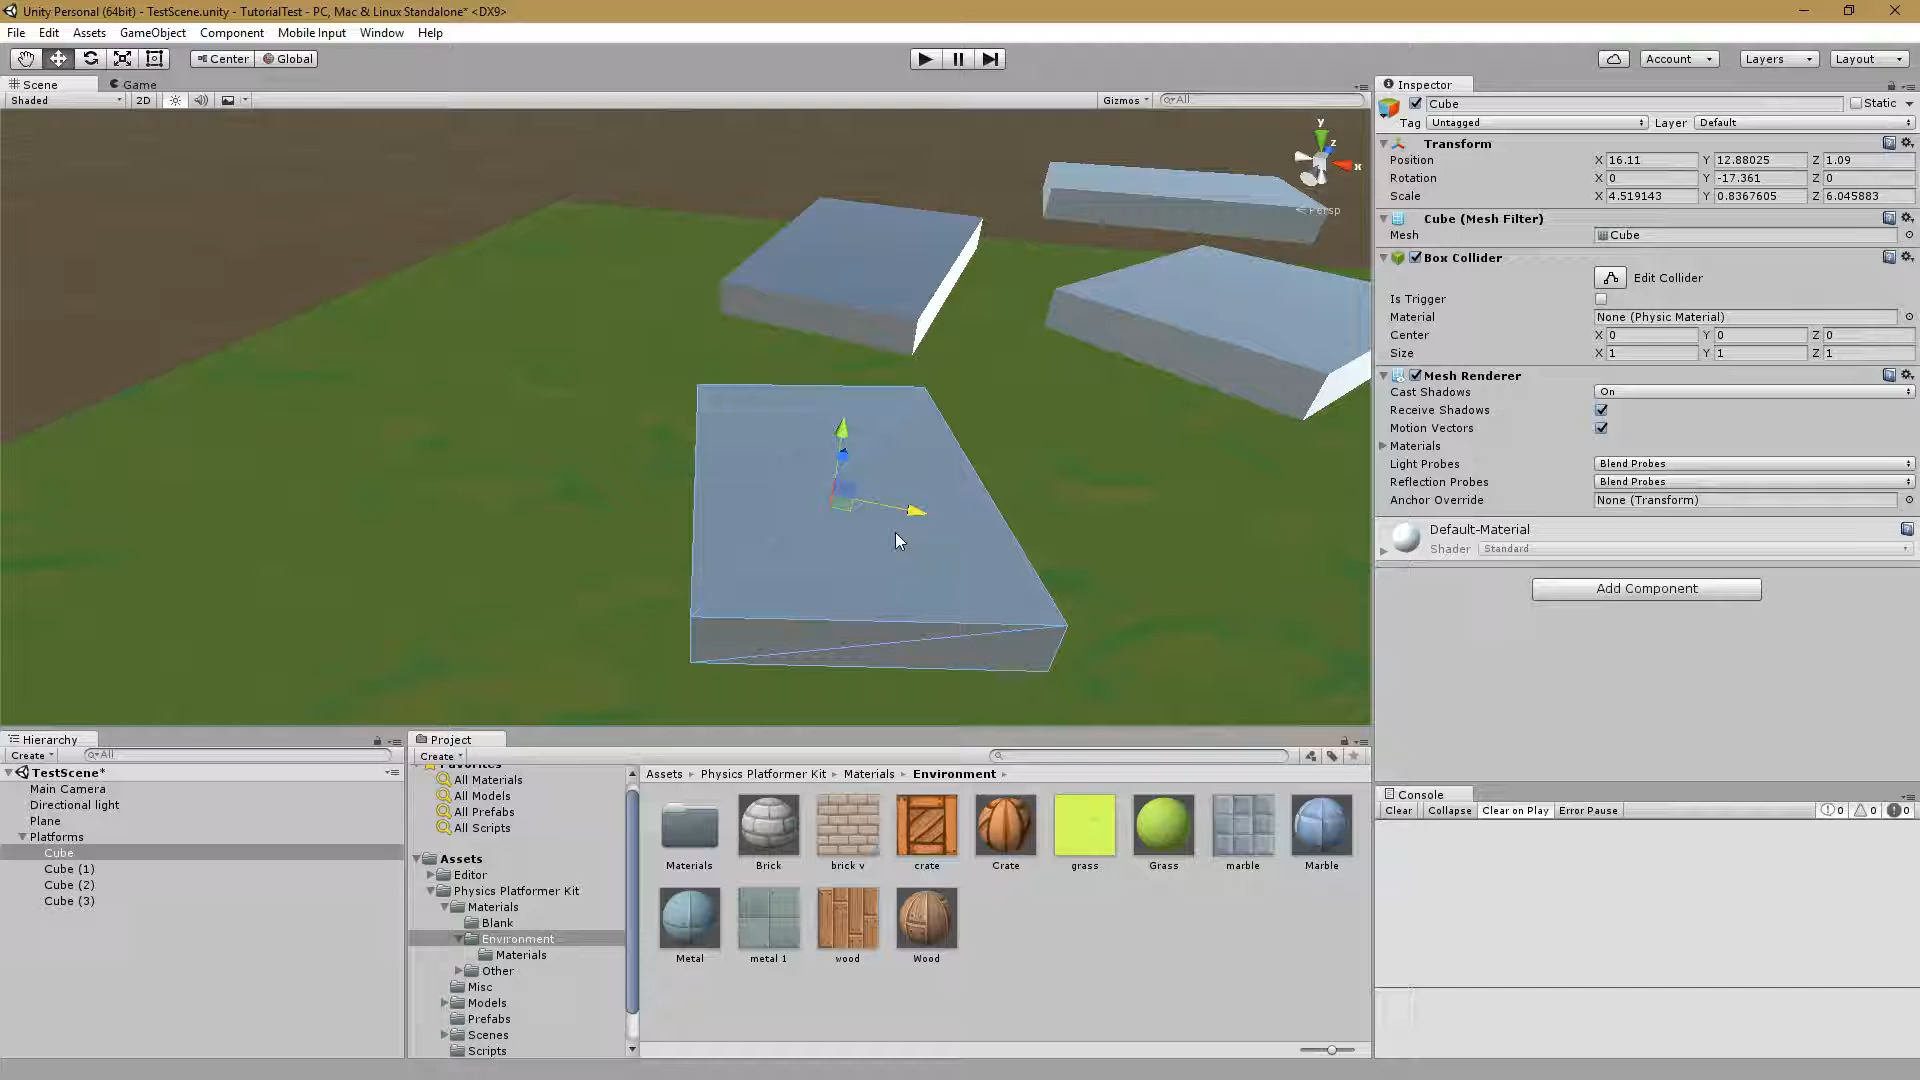 Unity Personal (64bit) - TestScene.unity - TutorialTest - PC, Mac & Linux Standalone* <DX9>
File Edit Assets GameObject Component Mobile Input Window Help
Center Global Account Layers Layout
Scene Game
Shaded 2D Gizmos All
y
z
x
Persp
Inspector
Cube Static
Tag Untagged Layer Default
Transform
Position X 16.11 Y 12.88025 Z 1.09
Rotation X 0 Y -17.361 Z 0
Scale X 4.519143 Y 0.8367605 Z 6.045883
Cube (Mesh Filter)
Mesh Cube
Box Collider
Edit Collider
Is Trigger
Material None (Physic Material)
Center X 0 Y 0 Z 0
Size X 1 Y 1 Z 1
Mesh Renderer
Cast Shadows On
Receive Shadows
Motion Vectors
Materials
Light Probes Blend Probes
Reflection Probes Blend Probes
Anchor Override None (Transform)
Default-Material
Shader Standard
Add Component
Hierarchy
Create All
TestScene*
Main Camera
Directional light
Plane
Platforms
Cube
Cube (1)
Cube (2)
Cube (3)
Project
Create
Favorites
All Materials
All Models
All Prefabs
All Scripts
Assets
Editor
Physics Platformer Kit
Materials
Blank
Environment
Materials
Other
Misc
Models
Prefabs
Scenes
Scripts
Assets Physics Platformer Kit Materials Environment
Materials Brick brick v crate Crate grass Grass marble Marble
Metal metal 1 wood Wood
Console
Clear Collapse Clear on Play Error Pause 0 0 0